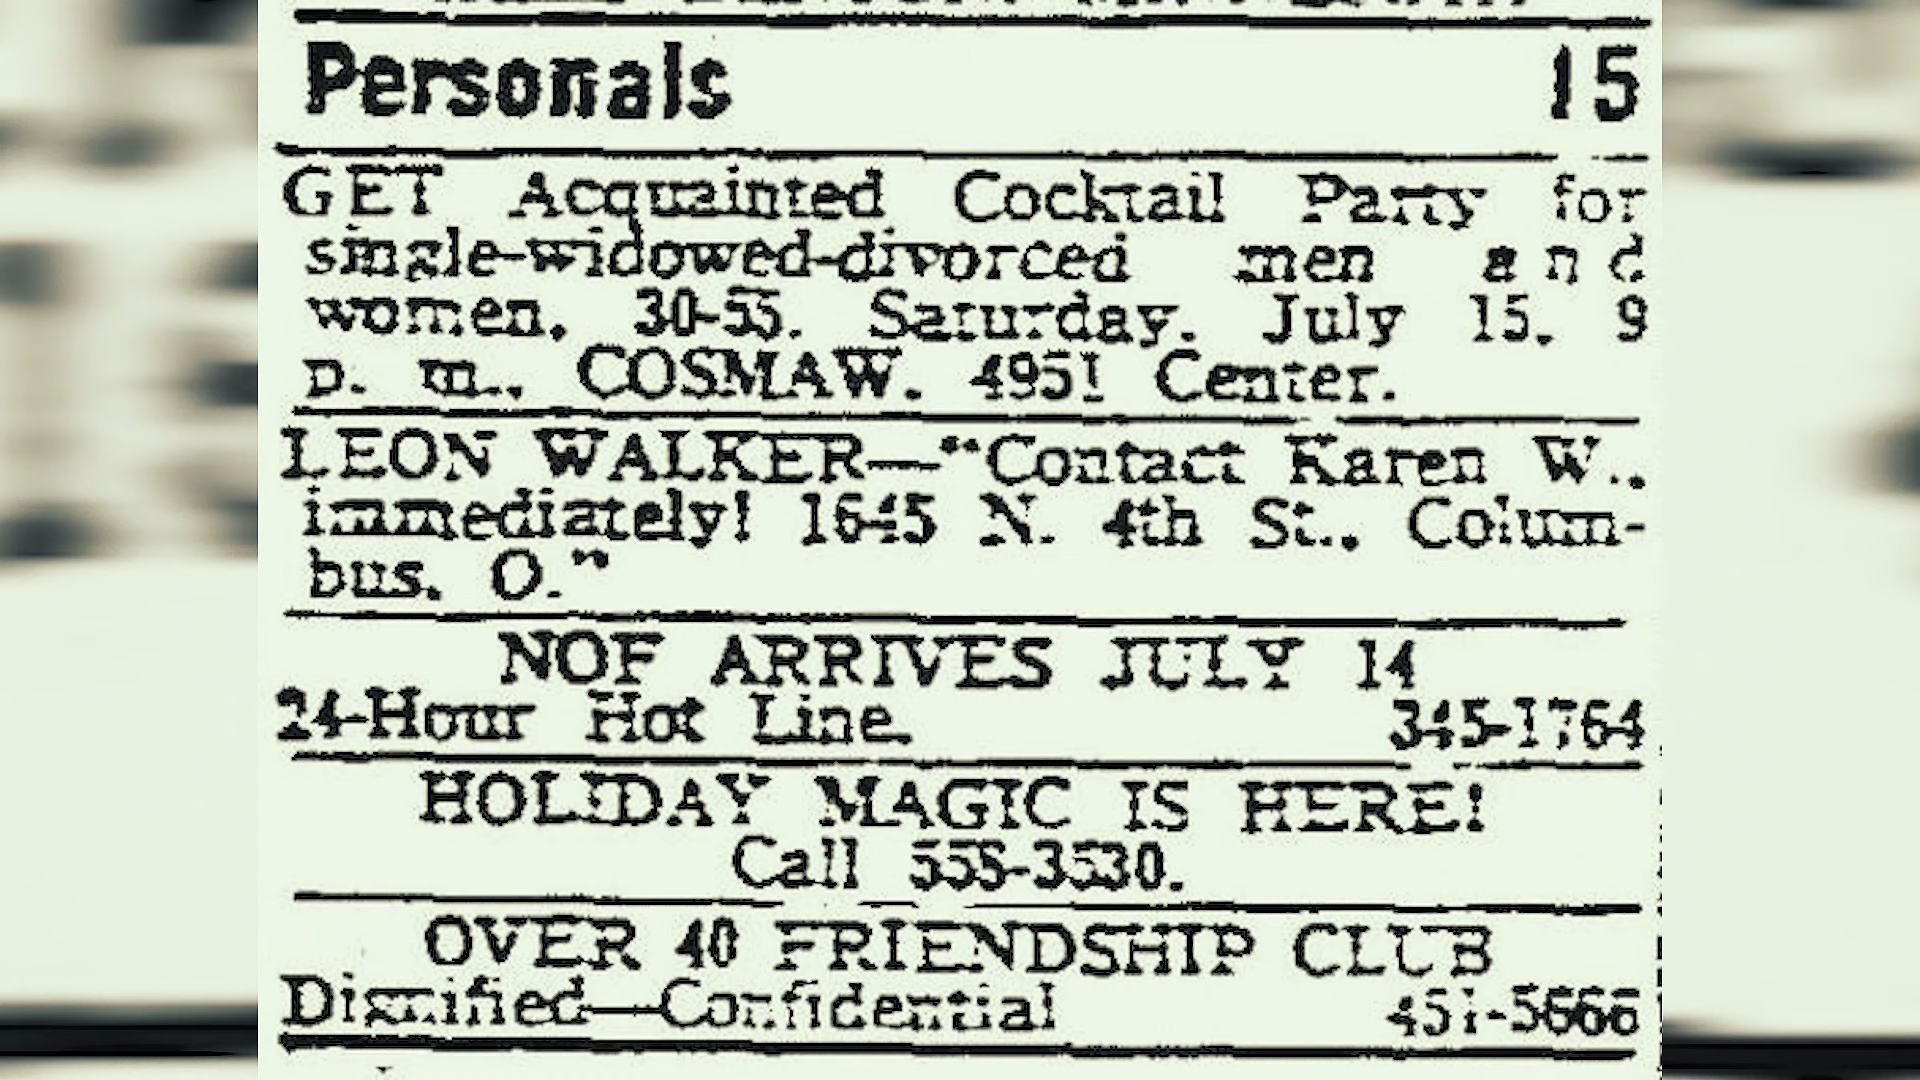 Personals 15
GET Acquainted Cocktail Party for
single-widowed-divorced men and
women, 30-55. Saturday, July 15, 9
p. m., COSMAW. 4951 Center.
LEON WALKER—"Contact Karen W.,
immediately! 1645 N. 4th St., Colum-
bus, O."
NOF ARRIVES JULY 14
24-Hour Hot Line. 345-1764
HOLIDAY MAGIC IS HERE!
Call 558-3530.
OVER 40 FRIENDSHIP CLUB
Dignified—Confidential 451-5666